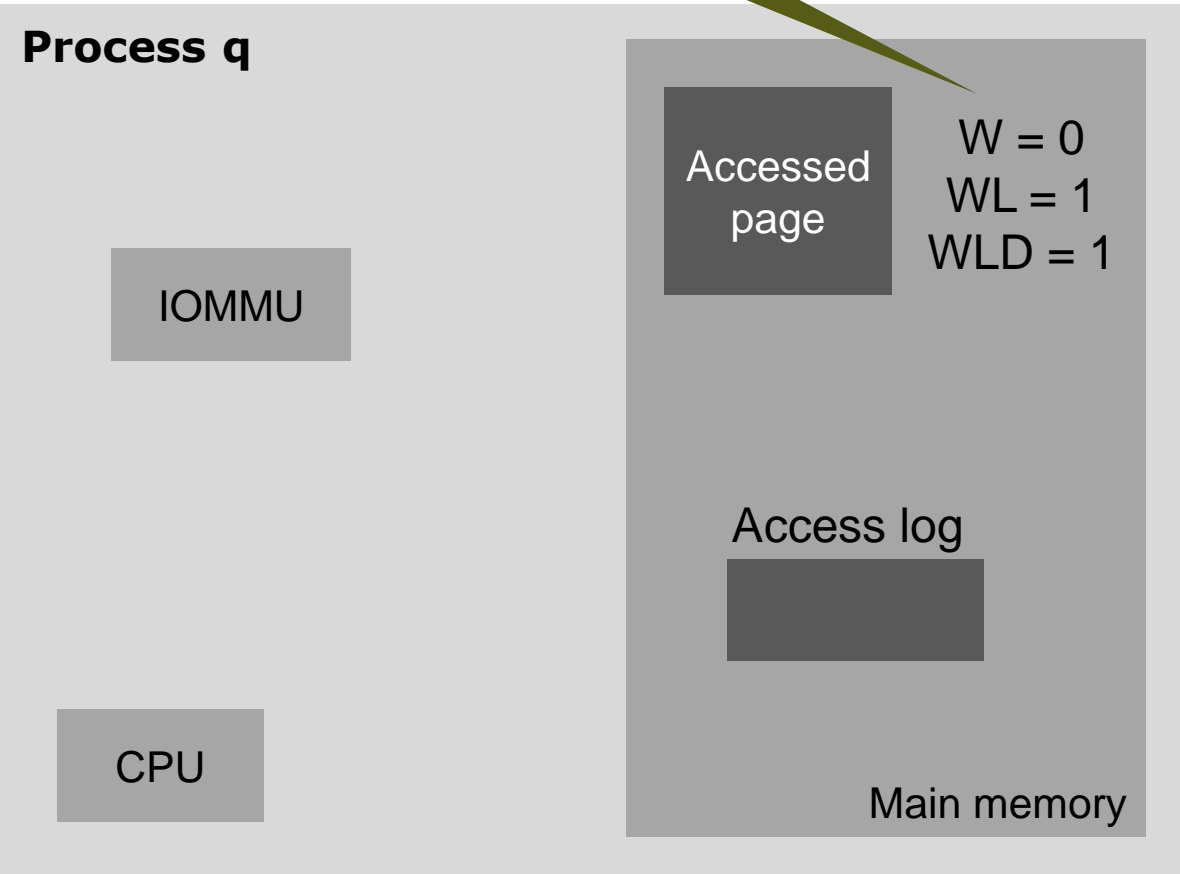 Process q
Accessed
page
W = 0
WL = 1
WLD = 1
IOMMU
Access log
CPU
Main memory